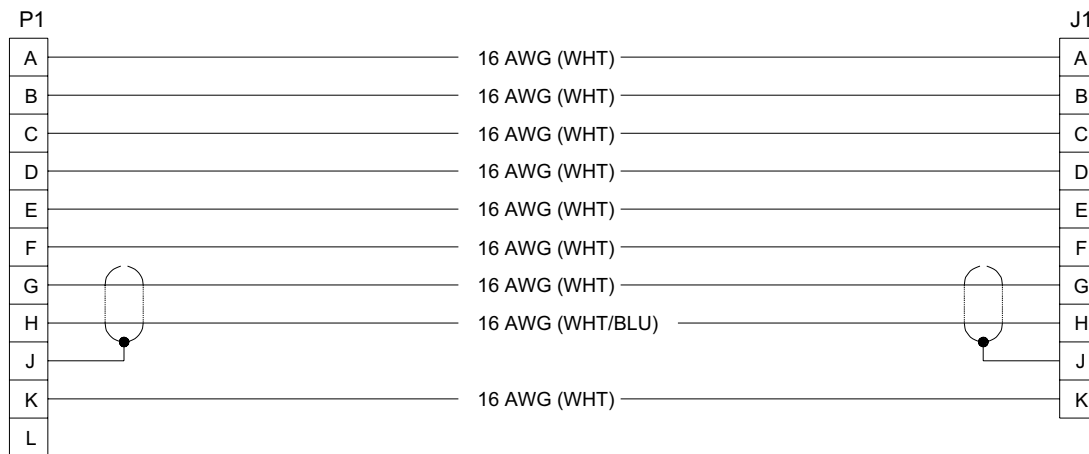 P1 J1
A 16 AWG (WHT) A
B 16 AWG (WHT) B
C 16 AWG (WHT) C
D 16 AWG (WHT) D
E 16 AWG (WHT) E
F 16 AWG (WHT) F
G 16 AWG (WHT) G
H 16 AWG (WHT/BLU) H
J J
K 16 AWG (WHT) K
L